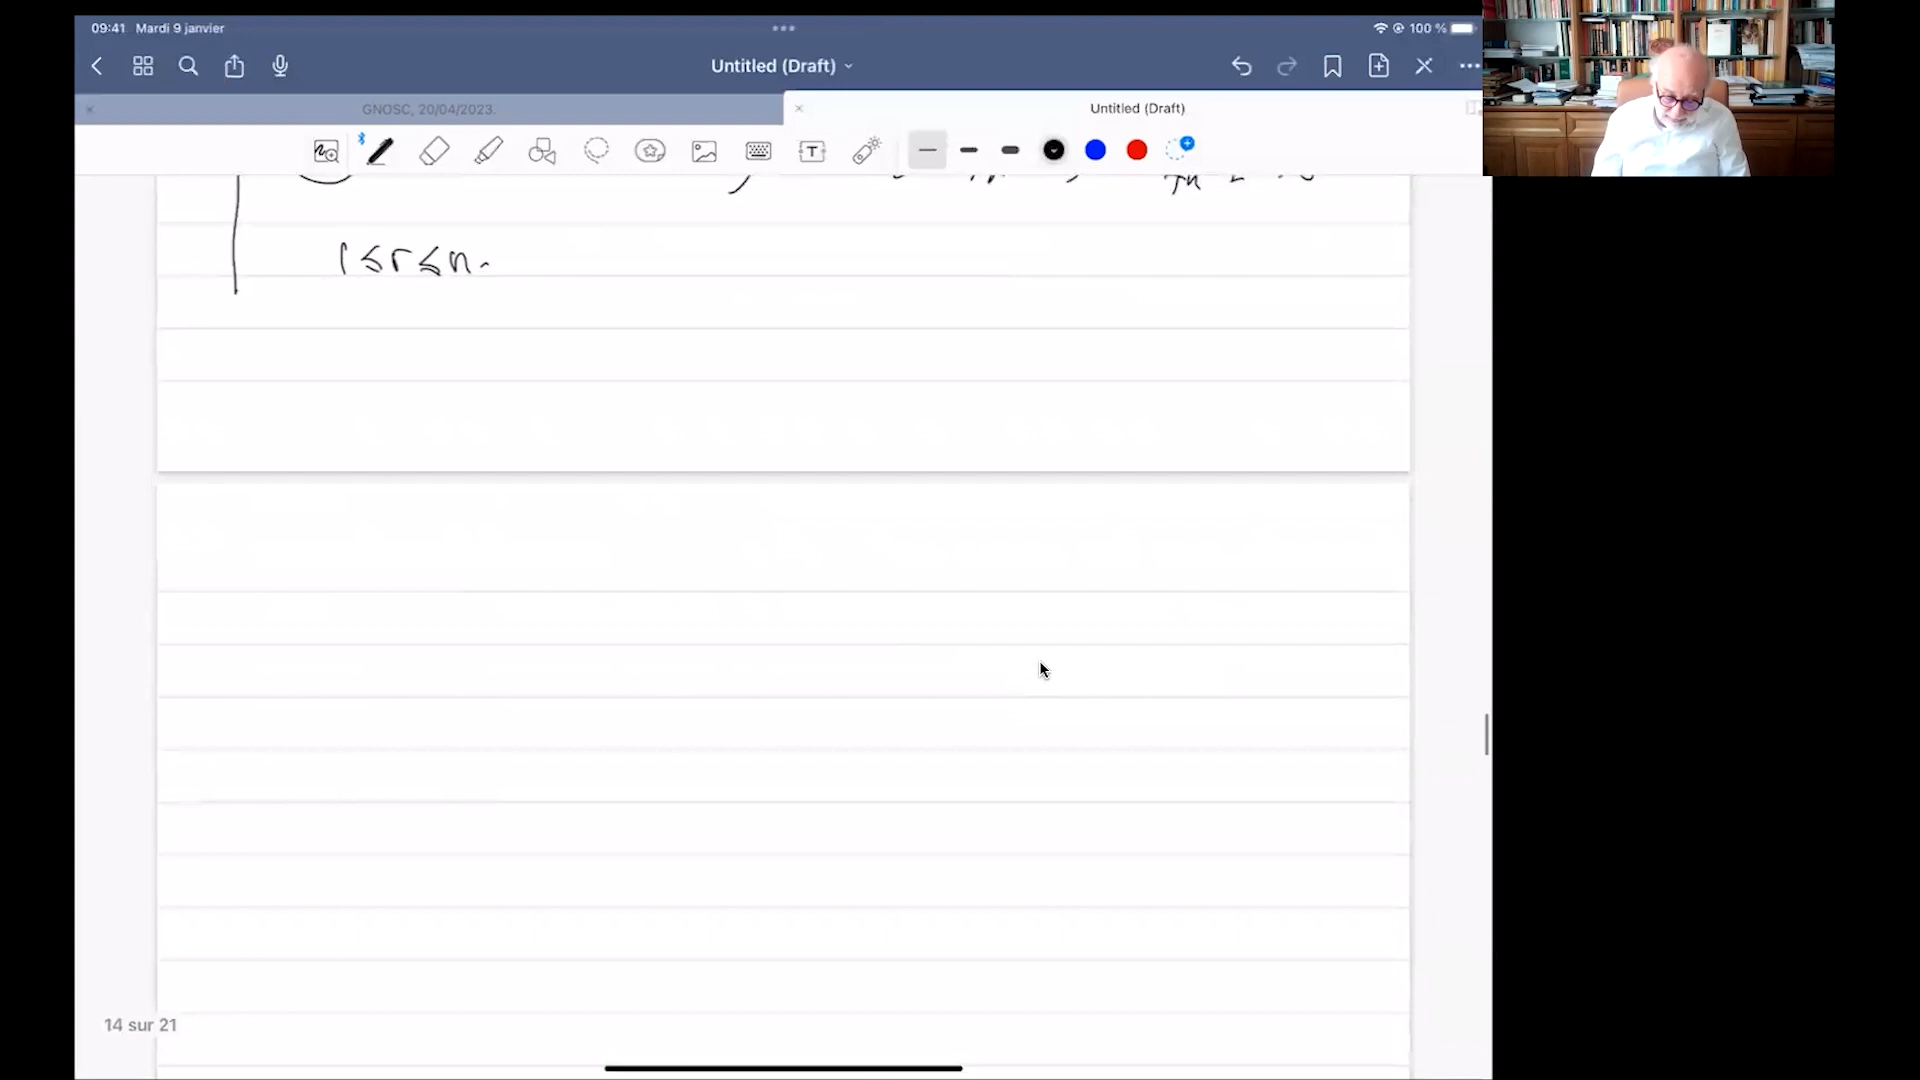 09:41 Mardi 9 janvier
100 %
Untitled (Draft)
GNOSC, 20/04/2023.
Untitled (Draft)
T
1 ≤ r ≤ n.
14 sur 21